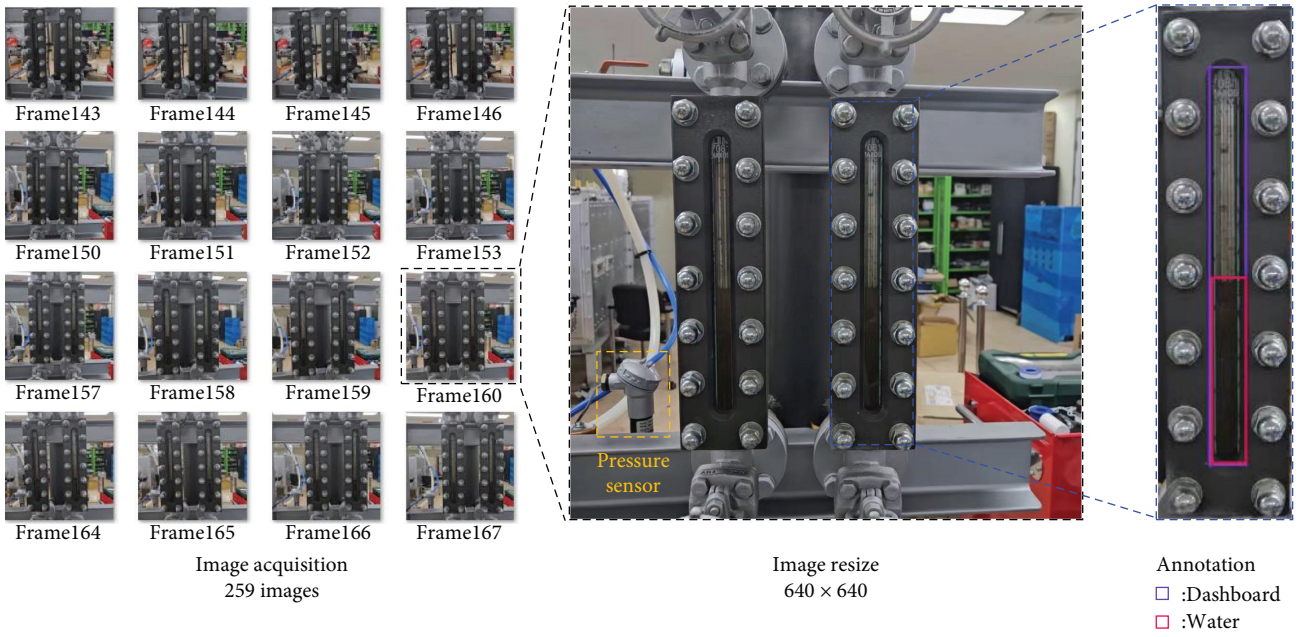 Frame143
Frame144
Frame145
Frame146
Frame150
Frame151
Frame152
Frame153
Frame157
Frame158
Frame159
Frame160
Frame164
Frame165
Frame166
Frame167
Image acquisition
259 images
Pressure
sensor
Image resize
640 × 640
Annotation
:Dashboard
:Water